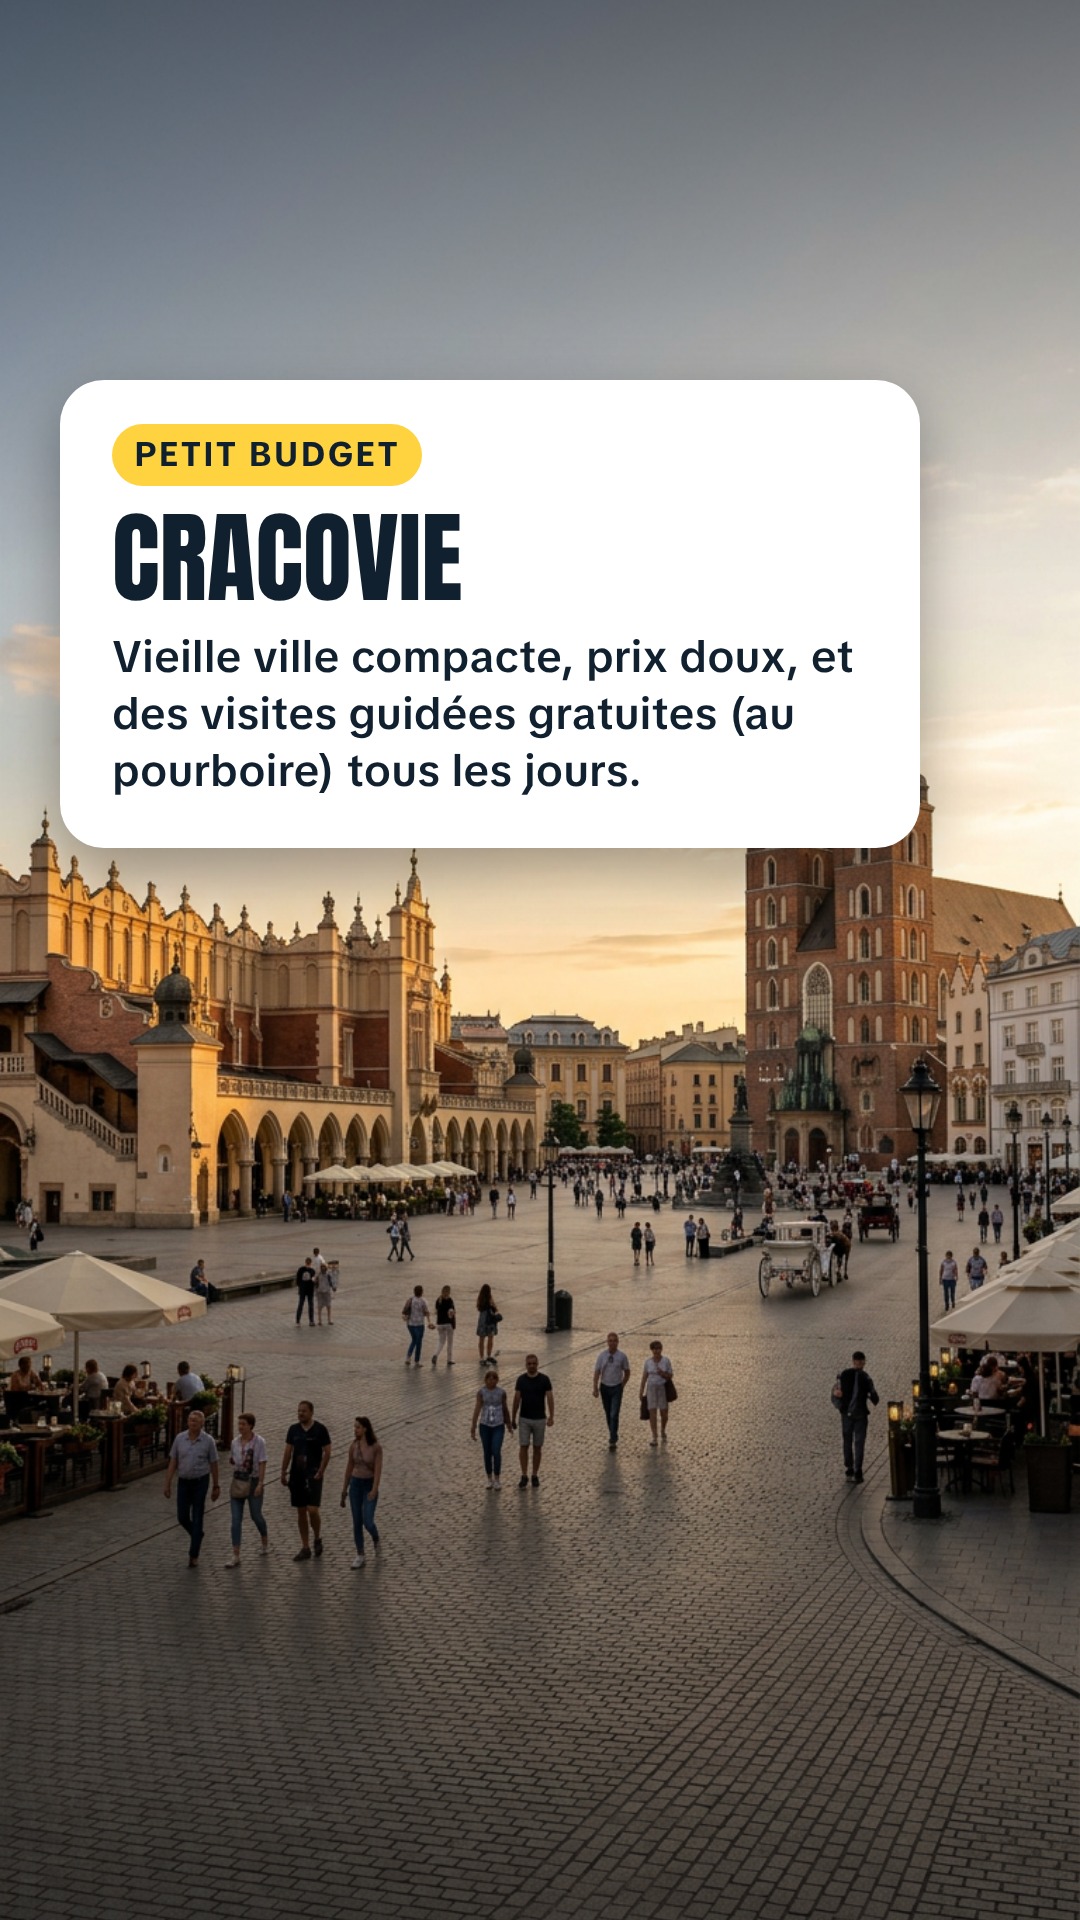 PETIT BUDGET
CRACOVIE
Vieille ville compacte, prix doux, et
des visites guidées gratuites (au
pourboire) tous les jours.